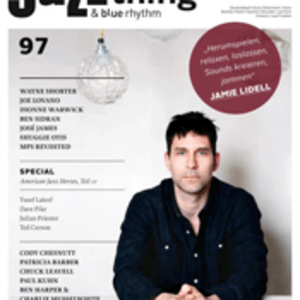 Jazz thing
& blue rhythm
97
WAYNE SHORTER
JOE LOVANO
DIONNE WARWICK
BEN SIDRAN
JOSÉ JAMES
SHUGGIE OTIS
MPS REVISITED
„Herumspielen,
relaxen, loslassen,
Sounds kreieren,
jammen“
JAMIE LIDELL
SPECIAL
American Jazz Heroes, Teil 11
Yusef Lateef
Dave Pike
Julian Priester
Ted Curson
CODY CHESNUTT
PATRICIA BARBER
CHUCK LEAVELL
PAUL KUHN
BEN HARPER &
CHARLIE MUSSELWHITE